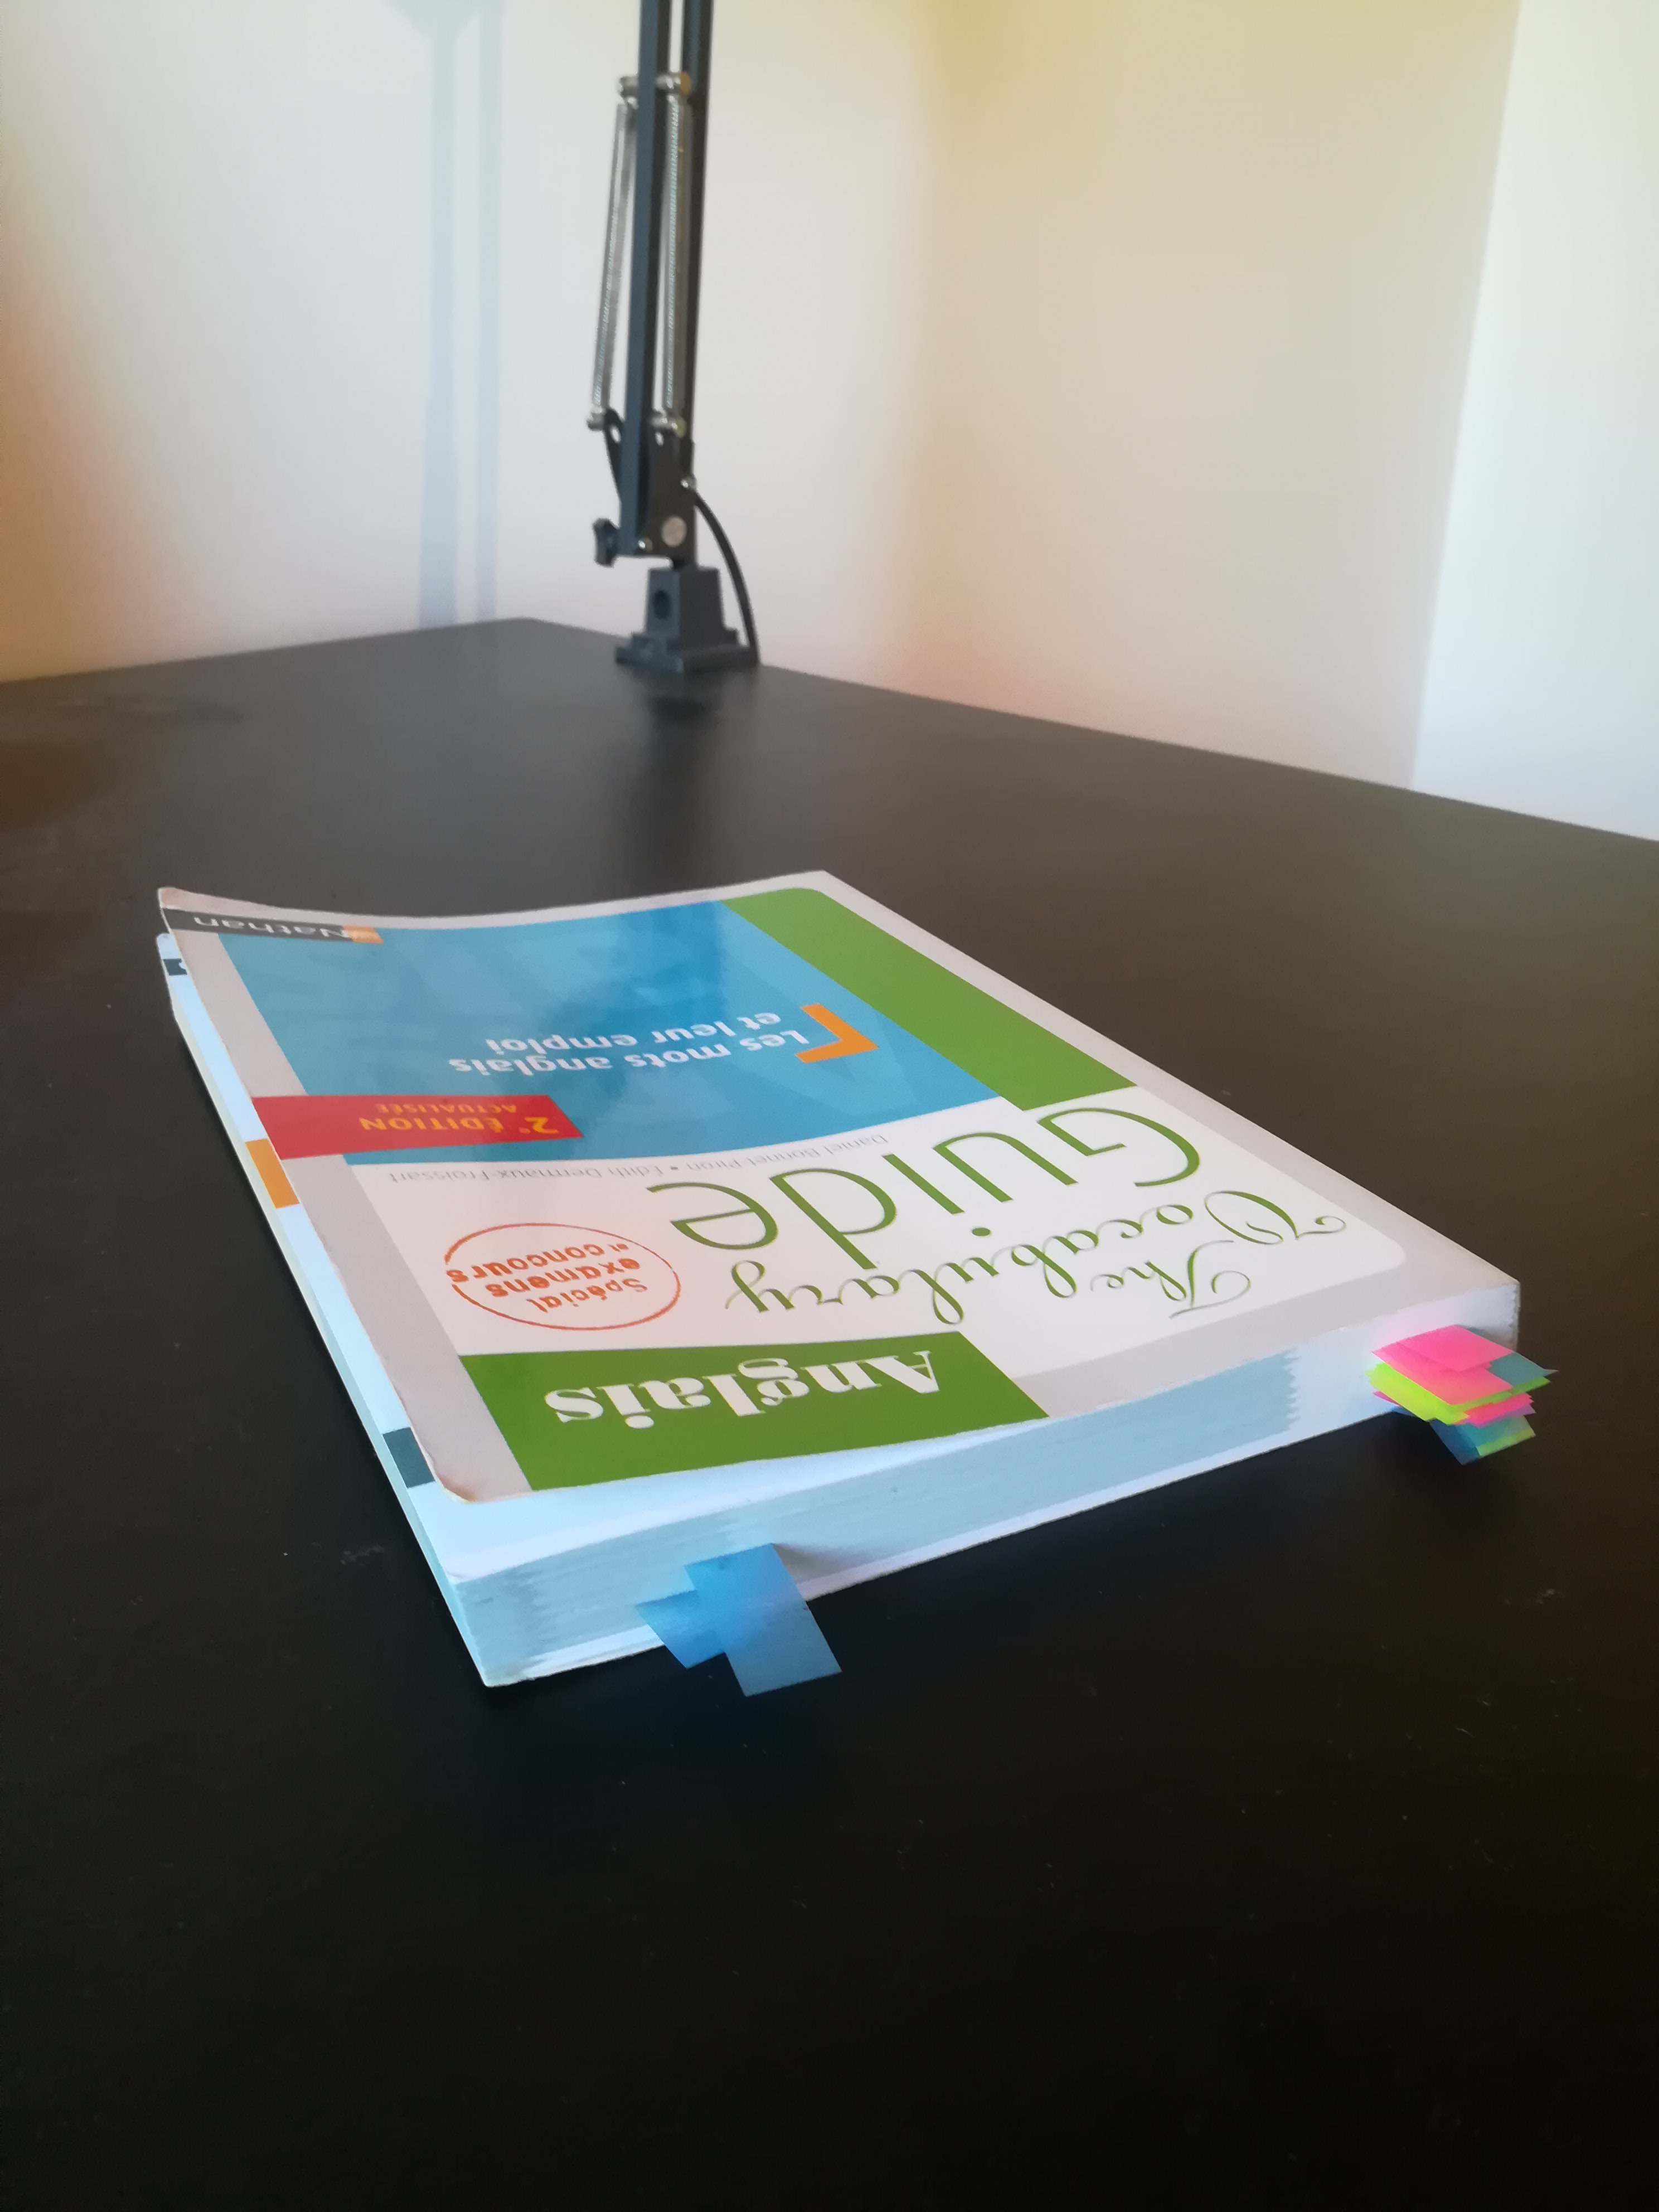 Anglais
The
Vocabulary
Guide
Spécial
examens
et concours
Daniel Bonnet Piron • Edith Dermaux Froissart
2e ÉDITION
ACTUALISÉE
Les mots anglais
et leur emploi
Nathan